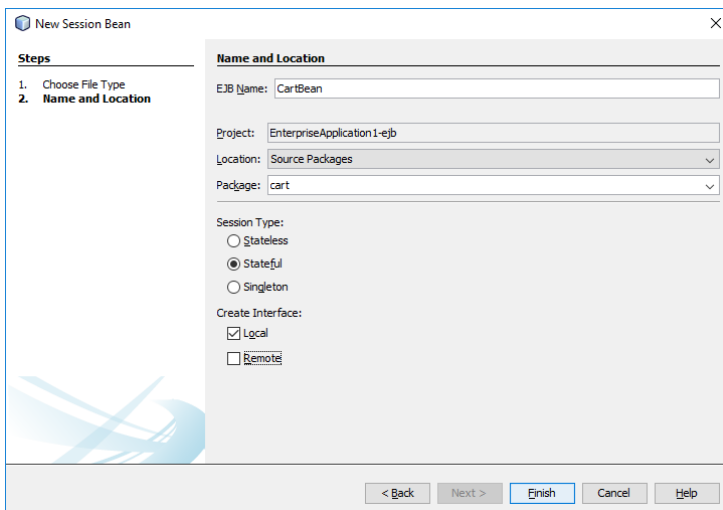 New Session Bean
Steps
1. Choose File Type
2. Name and Location
Name and Location
EJB Name: CartBean
Project: EnterpriseApplication1-ejb
Location: Source Packages
Package: cart
Session Type:
Stateless
Stateful
Singleton
Create Interface:
Local
Remote
< Back Next > Finish Cancel Help